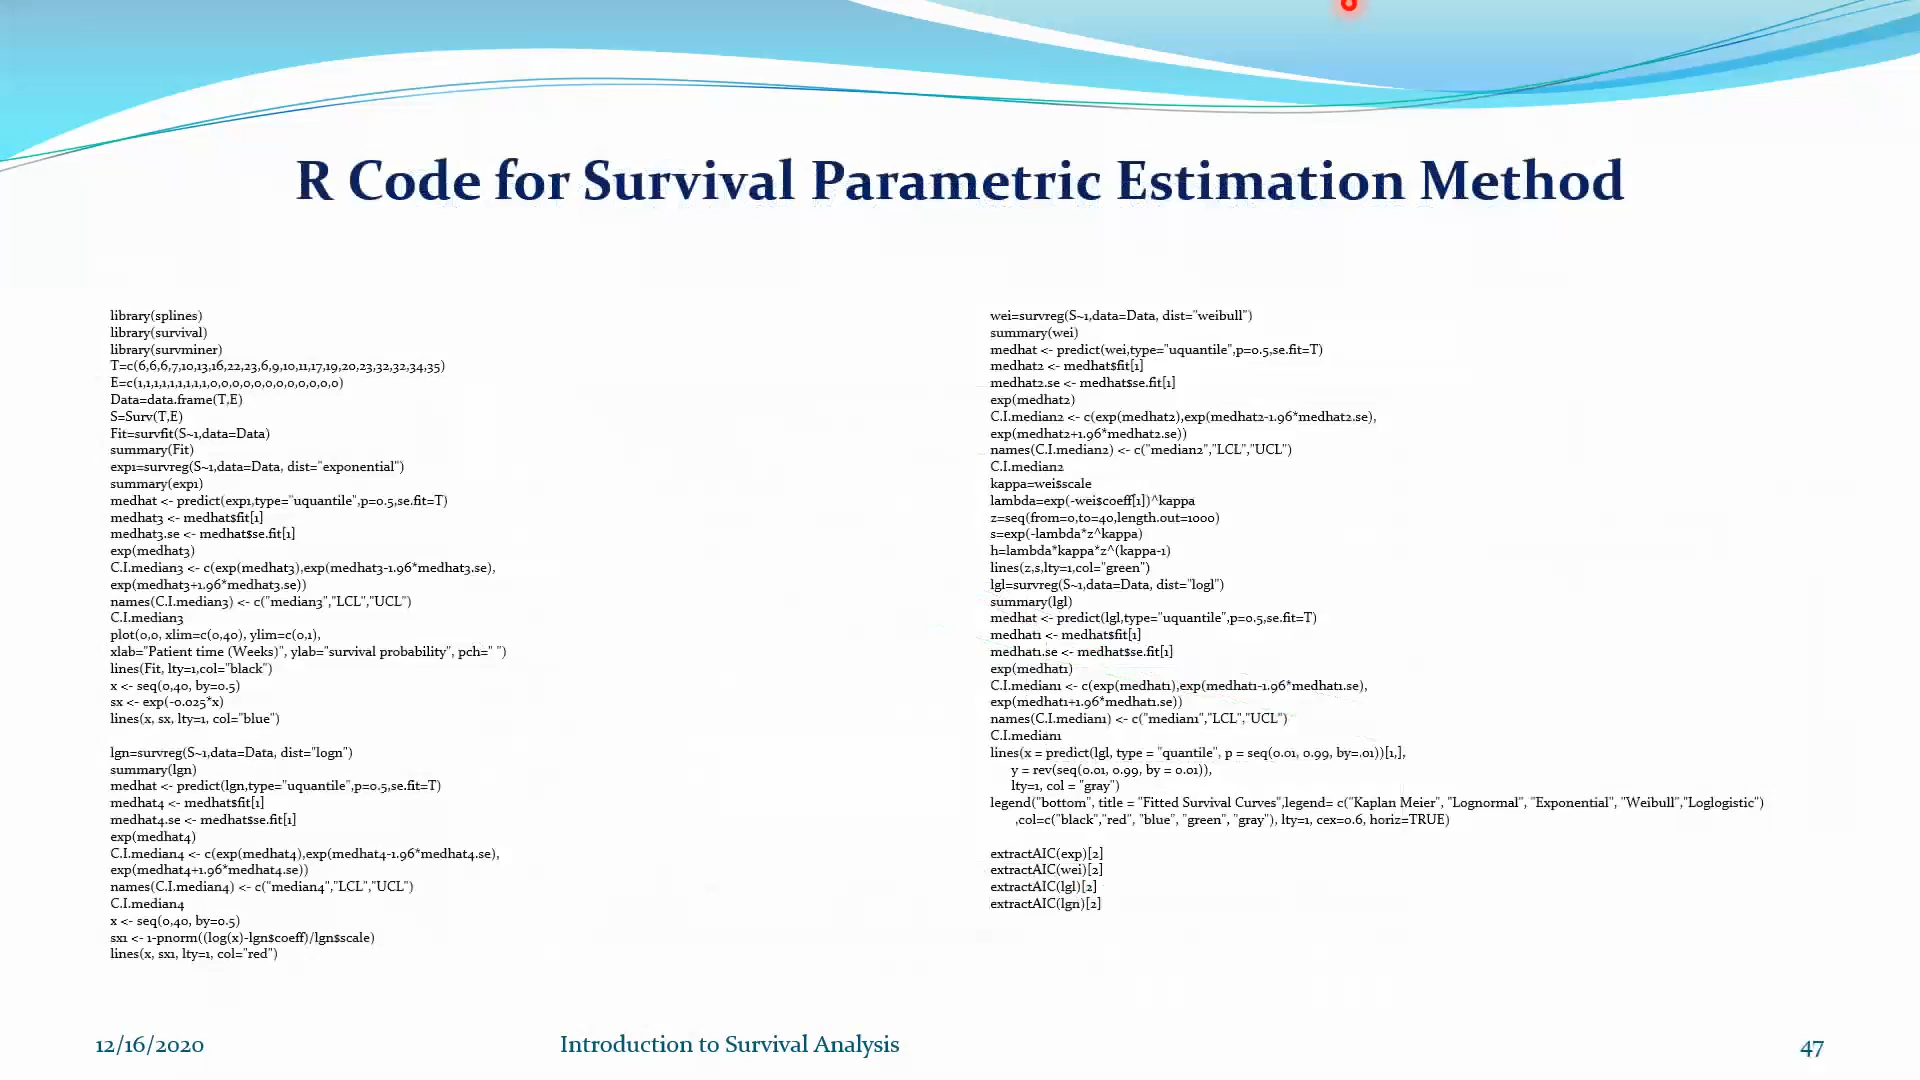 R Code for Survival Parametric Estimation Method
library(splines)
library(survival)
library(survminer)
T=c(6,6,6,7,10,13,16,22,23,6,9,10,11,17,19,20,23,32,32,34,35)
E=c(1,1,1,1,1,1,1,1,1,0,0,0,0,0,0,0,0,0,0,0,0)
Data=data.frame(T,E)
S=Surv(T,E)
Fit=survfit(S~1,data=Data)
summary(Fit)
exp1=survreg(S~1,data=Data, dist="exponential")
summary(exp1)
medhat <- predict(exp1,type="uquantile",p=0.5,se.fit=T)
medhat3 <- medhat$fit[1]
medhat3.se <- medhat$se.fit[1]
exp(medhat3)
C.I.median3 <- c(exp(medhat3),exp(medhat3-1.96*medhat3.se),
exp(medhat3+1.96*medhat3.se))
names(C.I.median3) <- c("median3","LCL","UCL")
C.I.median3
plot(0,0, xlim=c(0,40), ylim=c(0,1),
xlab="Patient time (Weeks)", ylab="survival probability", pch=" ")
lines(Fit, lty=1,col="black")
x <- seq(0,40, by=0.5)
sx <- exp(-0.025*x)
lines(x, sx, lty=1, col="blue")
lgn=survreg(S~1,data=Data, dist="logn")
summary(lgn)
medhat <- predict(lgn,type="uquantile",p=0.5,se.fit=T)
medhat4 <- medhat$fit[1]
medhat4.se <- medhat$se.fit[1]
exp(medhat4)
C.I.median4 <- c(exp(medhat4),exp(medhat4-1.96*medhat4.se),
exp(medhat4+1.96*medhat4.se))
names(C.I.median4) <- c("median4","LCL","UCL")
C.I.median4
x <- seq(0,40, by=0.5)
sx1 <- 1-pnorm((log(x)-lgn$coeff)/lgn$scale)
lines(x, sx1, lty=1, col="red")
wei=survreg(S~1,data=Data, dist="weibull")
summary(wei)
medhat <- predict(wei,type="uquantile",p=0.5,se.fit=T)
medhat2 <- medhat$fit[1]
medhat2.se <- medhat$se.fit[1]
exp(medhat2)
C.I.median2 <- c(exp(medhat2),exp(medhat2-1.96*medhat2.se),
exp(medhat2+1.96*medhat2.se))
names(C.I.median2) <- c("median2","LCL","UCL")
C.I.median2
kappa=wei$scale
lambda=exp(-wei$coeff[1])^kappa
z=seq(from=0,to=40,length.out=1000)
s=exp(-lambda*z^kappa)
h=lambda*kappa*z^(kappa-1)
lines(z,s,lty=1,col="green")
lgl=survreg(S~1,data=Data, dist="logl")
summary(lgl)
medhat <- predict(lgl,type="uquantile",p=0.5,se.fit=T)
medhat1 <- medhat$fit[1]
medhat1.se <- medhat$se.fit[1]
exp(medhat1)
C.I.median1 <- c(exp(medhat1),exp(medhat1-1.96*medhat1.se),
exp(medhat1+1.96*medhat1.se))
names(C.I.median1) <- c("median1","LCL","UCL")
C.I.median1
lines(x = predict(lgl, type = "quantile", p = seq(0.01, 0.99, by=.01))[1,],
y = rev(seq(0.01, 0.99, by = 0.01)),
lty=1, col = "gray")
legend("bottom", title = "Fitted Survival Curves",legend= c("Kaplan Meier", "Lognormal", "Exponential", "Weibull","Loglogistic")
,col=c("black","red", "blue", "green", "gray"), lty=1, cex=0.6, horiz=TRUE)
extractAIC(exp)[2]
extractAIC(wei)[2]
extractAIC(lgl)[2]
extractAIC(lgn)[2]
12/16/2020
Introduction to Survival Analysis
47